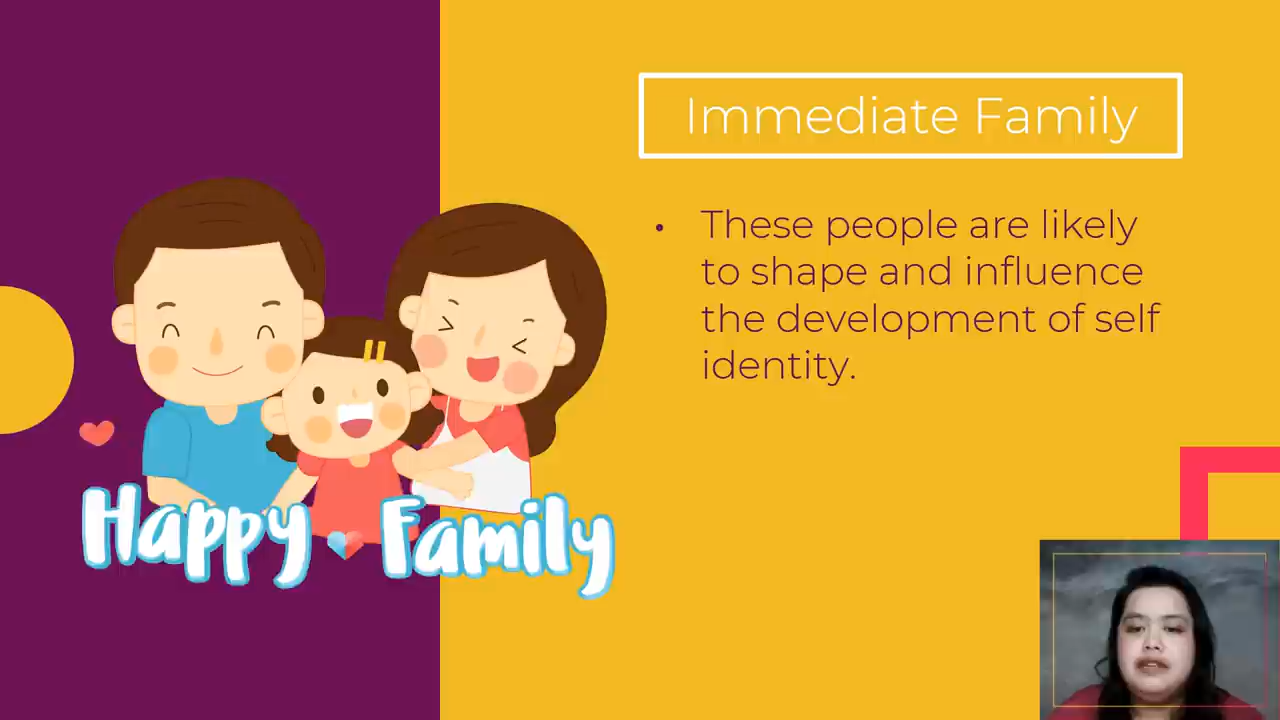 Immediate Family
• These people are likely
to shape and influence
the development of self
identity.
Happy Family